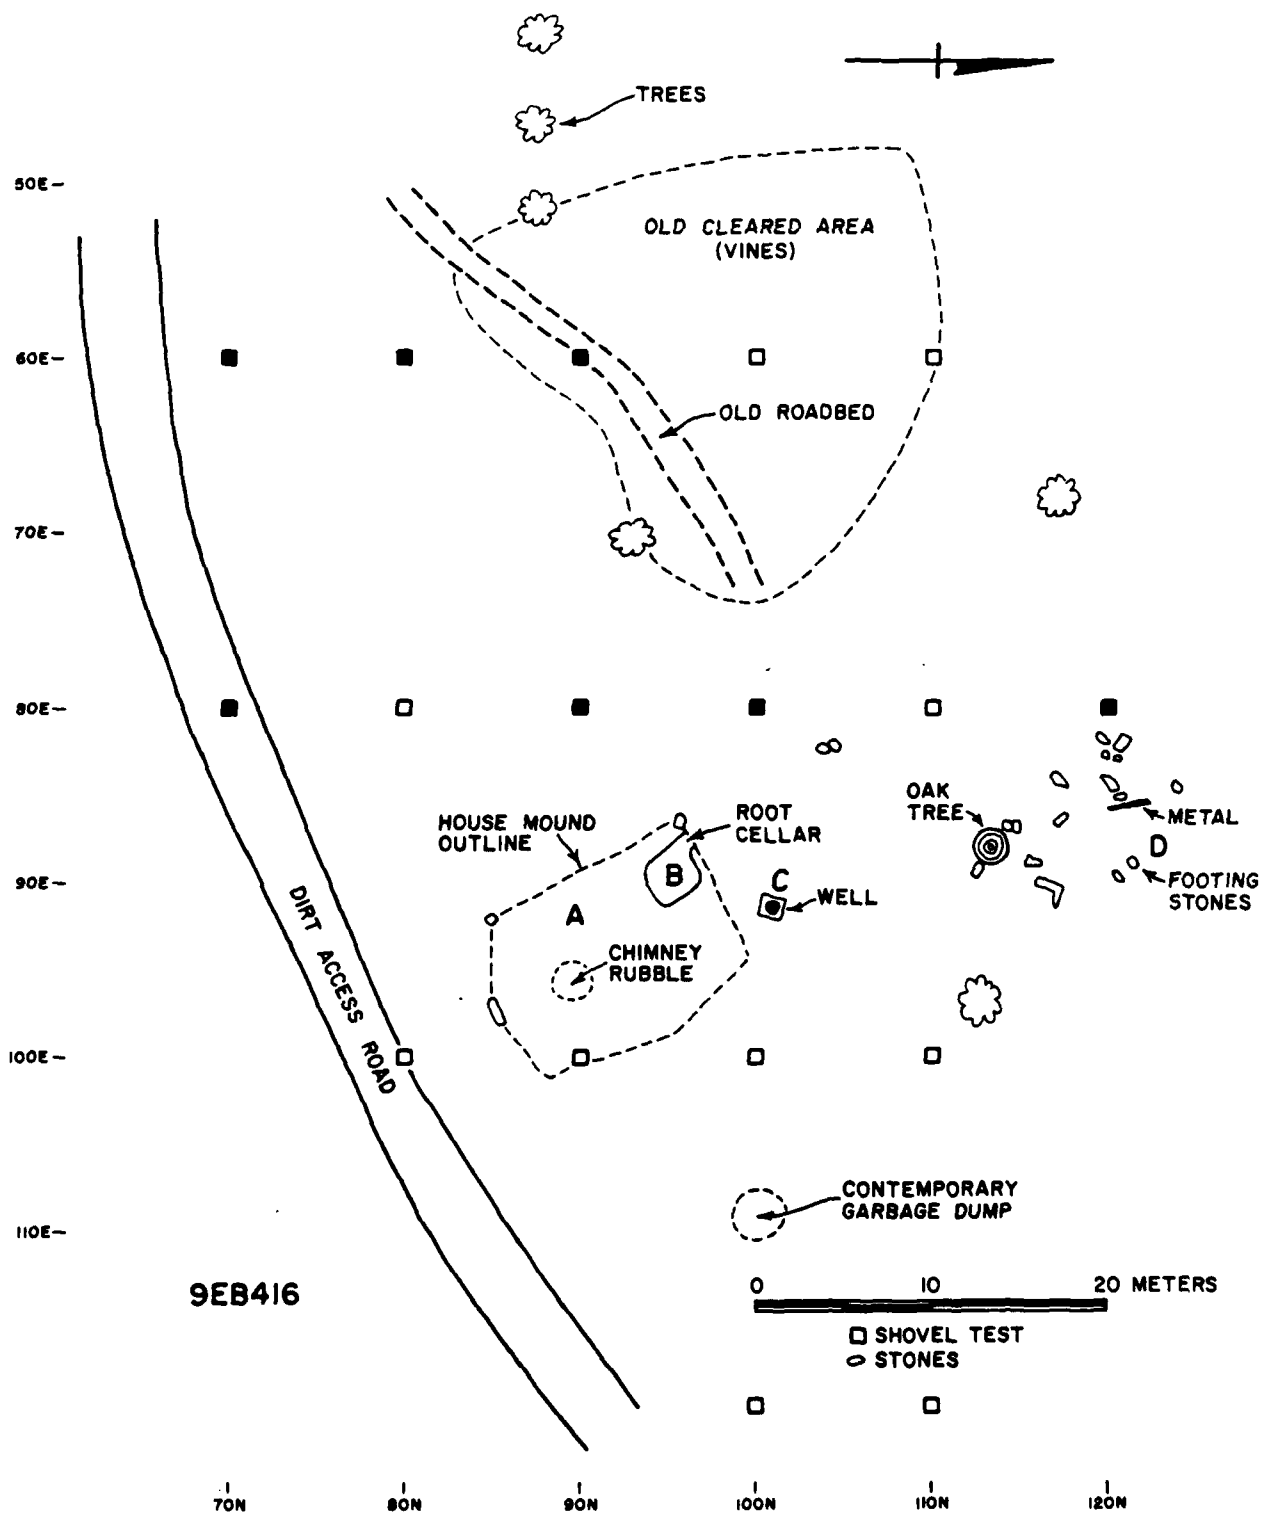 TREES
50E
OLD CLEARED AREA
(VINES)
60E
OLD ROADBED
70E
80E
OAK
TREE
METAL
ROOT
CELLAR
HOUSE MOUND
OUTLINE
D
B
C
90E
FOOTING
STONES
WELL
A
CHIMNEY
RUBBLE
DIRT ACCESS ROAD
100E
CONTEMPORARY
GARBAGE DUMP
110E
9EB416
0 10 20 METERS
SHOVEL TEST
STONES
70N 80N 90N 100N 110N 120N